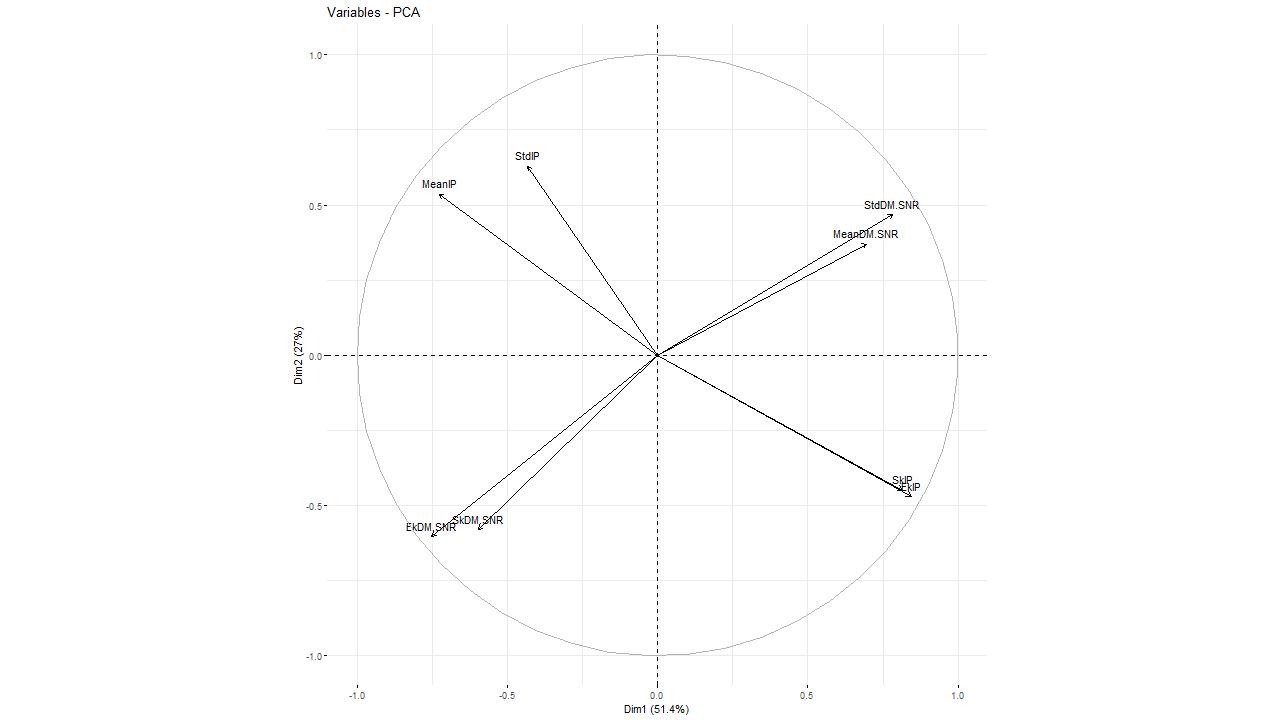 Variables - PCA
1.0
StdIP
MeanIP
0.5
StdDM.SNR
MeanDM.SNR
0.0
Dim2 (27%)
SkIP
EkIP
-0.5
EkDM.SNR
SkDM.SNR
-1.0
-1.0 -0.5 0.0 0.5 1.0
Dim1 (51.4%)